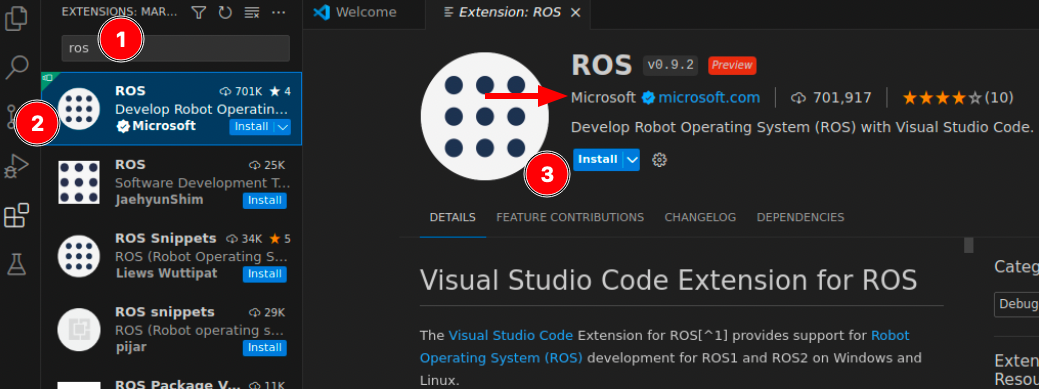 EXTENSIONS: MAR...
1
ros
2
ROS 701K ★ 4
Develop Robot Operatin...
Microsoft Install
ROS 25K
Software Development T...
JaehyunShim Install
ROS Snippets 34K ★ 5
ROS (Robot Operating S...
Liews Wuttipat Install
ROS snippets 29K
ROS (Robot operating s...
pijar Install
ROS Package V... 11K
Welcome
Extension: ROS
ROS v0.9.2 Preview
Microsoft microsoft.com 701,917 ★★★★☆(10)
Develop Robot Operating System (ROS) with Visual Studio Code.
3
Install
DETAILS FEATURE CONTRIBUTIONS CHANGELOG DEPENDENCIES
Visual Studio Code Extension for ROS
The Visual Studio Code Extension for ROS[^1] provides support for Robot
Operating System (ROS) development for ROS1 and ROS2 on Windows and
Linux.
Categ
Debug
Exten
Resou